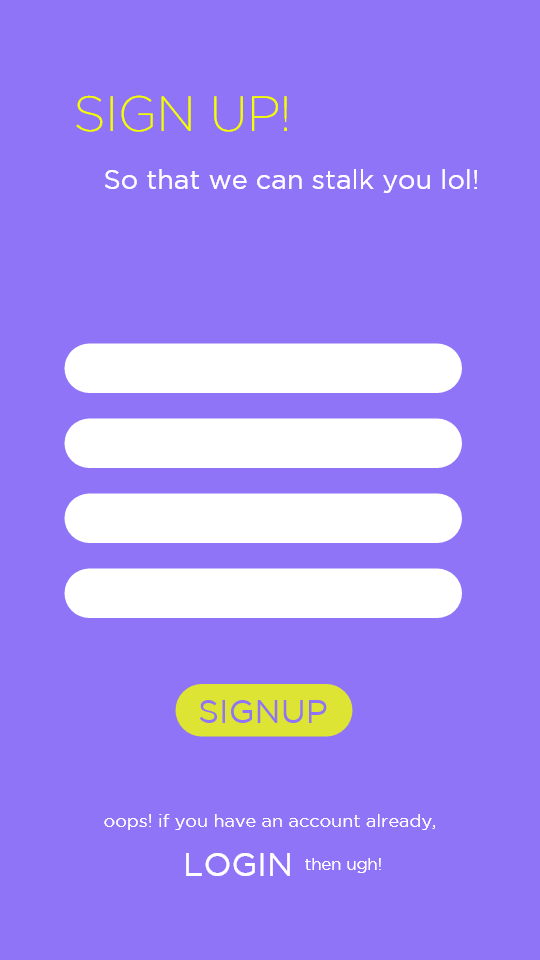 SIGN UP!
So that we can stalk you lol!
SIGNUP
oops! if you have an account already,
LOGIN then ugh!